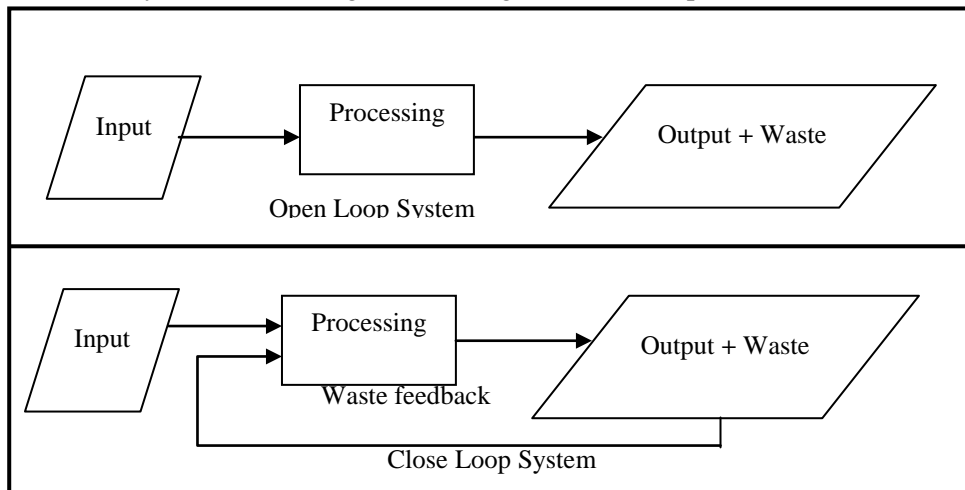 Input
Processing
Output + Waste
Open Loop System
Input
Processing
Output + Waste
Waste feedback
Close Loop System